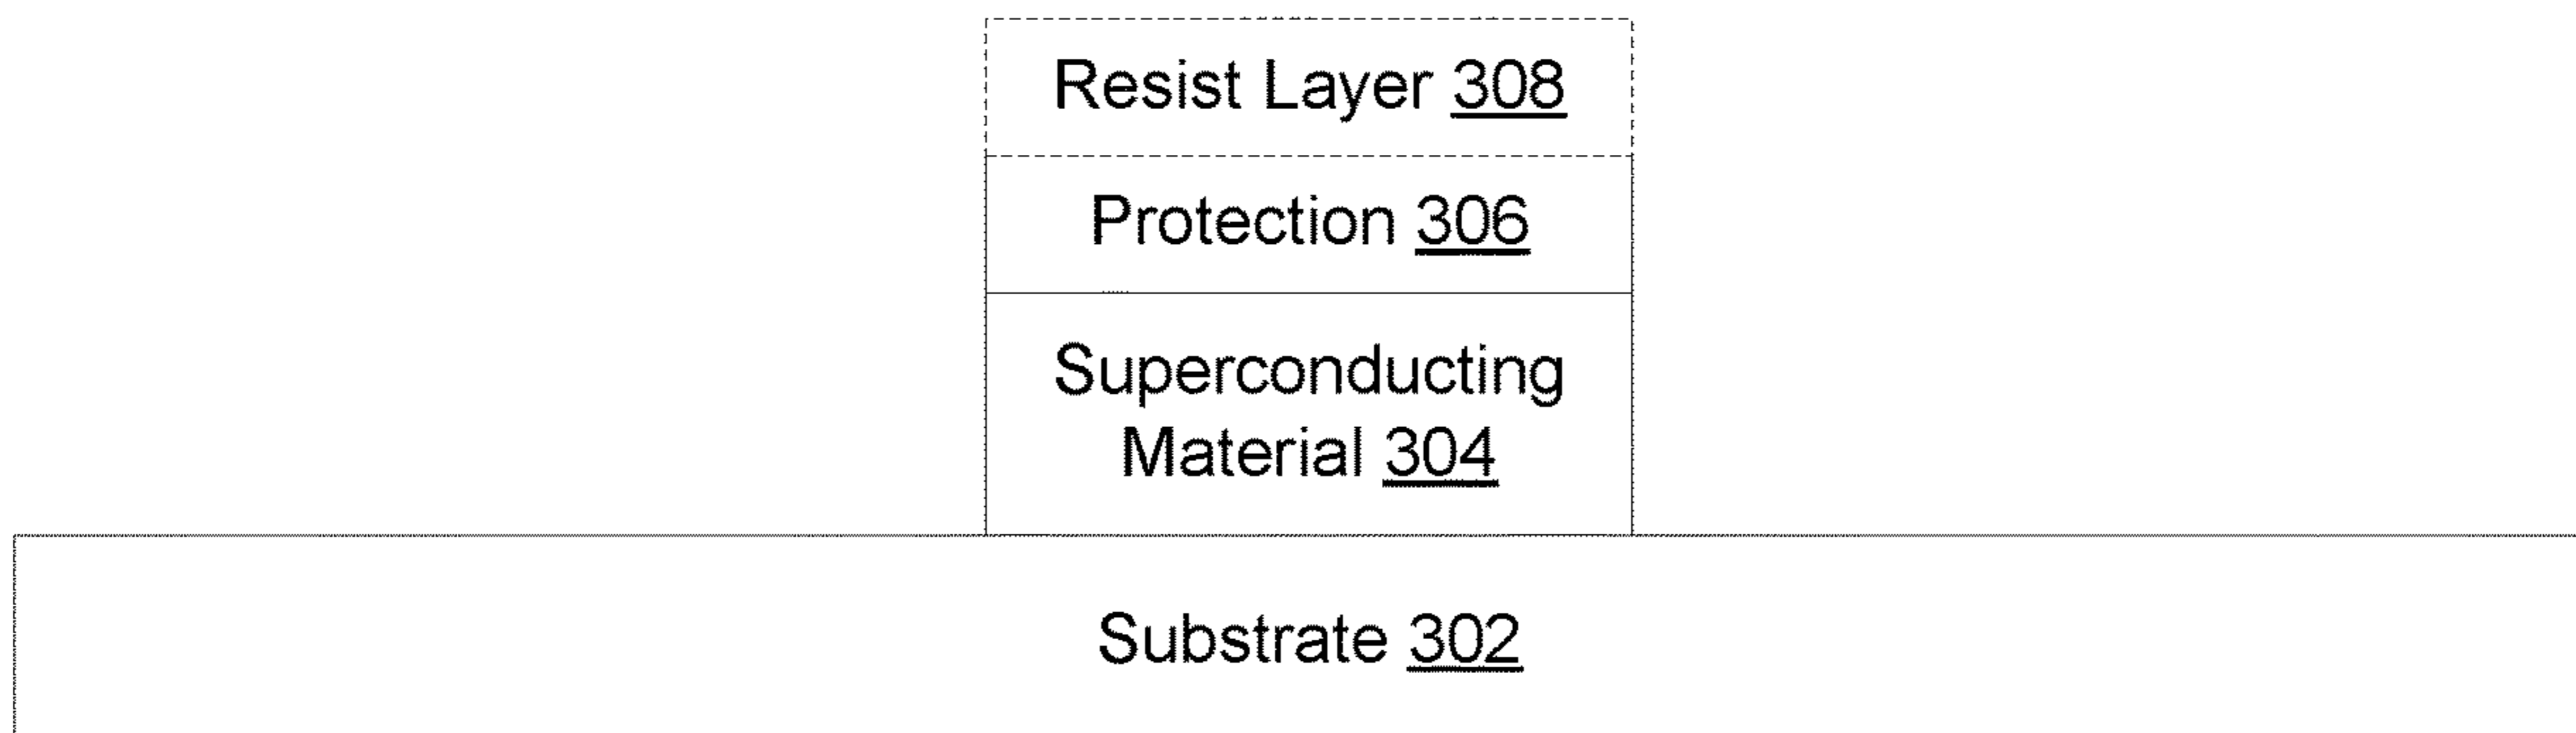 Resist Layer 308
Protection 306
Superconducting
Material 304
Substrate 302